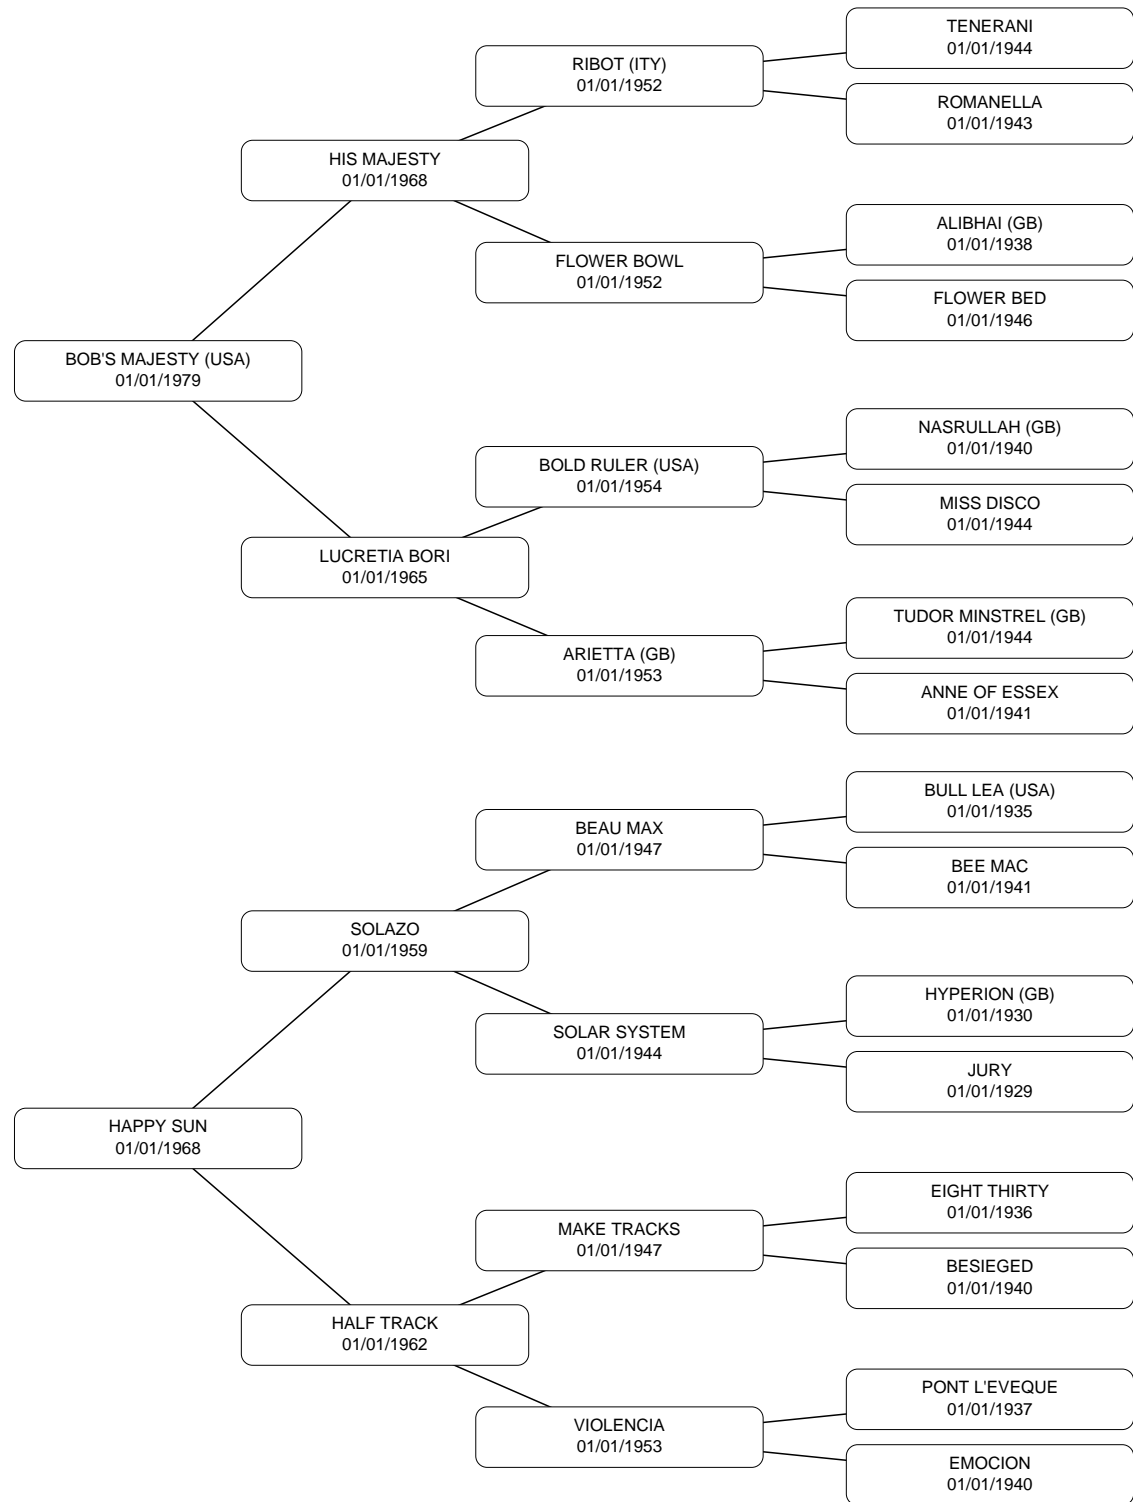 TENERANI
01/01/1944
RIBOT (ITY)
01/01/1952
ROMANELLA
01/01/1943
HIS MAJESTY
01/01/1968
ALIBHAI (GB)
01/01/1938
FLOWER BOWL
01/01/1952
FLOWER BED
01/01/1946
BOB'S MAJESTY (USA)
01/01/1979
NASRULLAH (GB)
01/01/1940
BOLD RULER (USA)
01/01/1954
MISS DISCO
01/01/1944
LUCRETIA BORI
01/01/1965
TUDOR MINSTREL (GB)
01/01/1944
ARIETTA (GB)
01/01/1953
ANNE OF ESSEX
01/01/1941
BULL LEA (USA)
01/01/1935
BEAU MAX
01/01/1947
BEE MAC
01/01/1941
SOLAZO
01/01/1959
HYPERION (GB)
01/01/1930
SOLAR SYSTEM
01/01/1944
JURY
01/01/1929
HAPPY SUN
01/01/1968
EIGHT THIRTY
01/01/1936
MAKE TRACKS
01/01/1947
BESIEGED
01/01/1940
HALF TRACK
01/01/1962
PONT L'EVEQUE
01/01/1937
VIOLENCIA
01/01/1953
EMOCION
01/01/1940